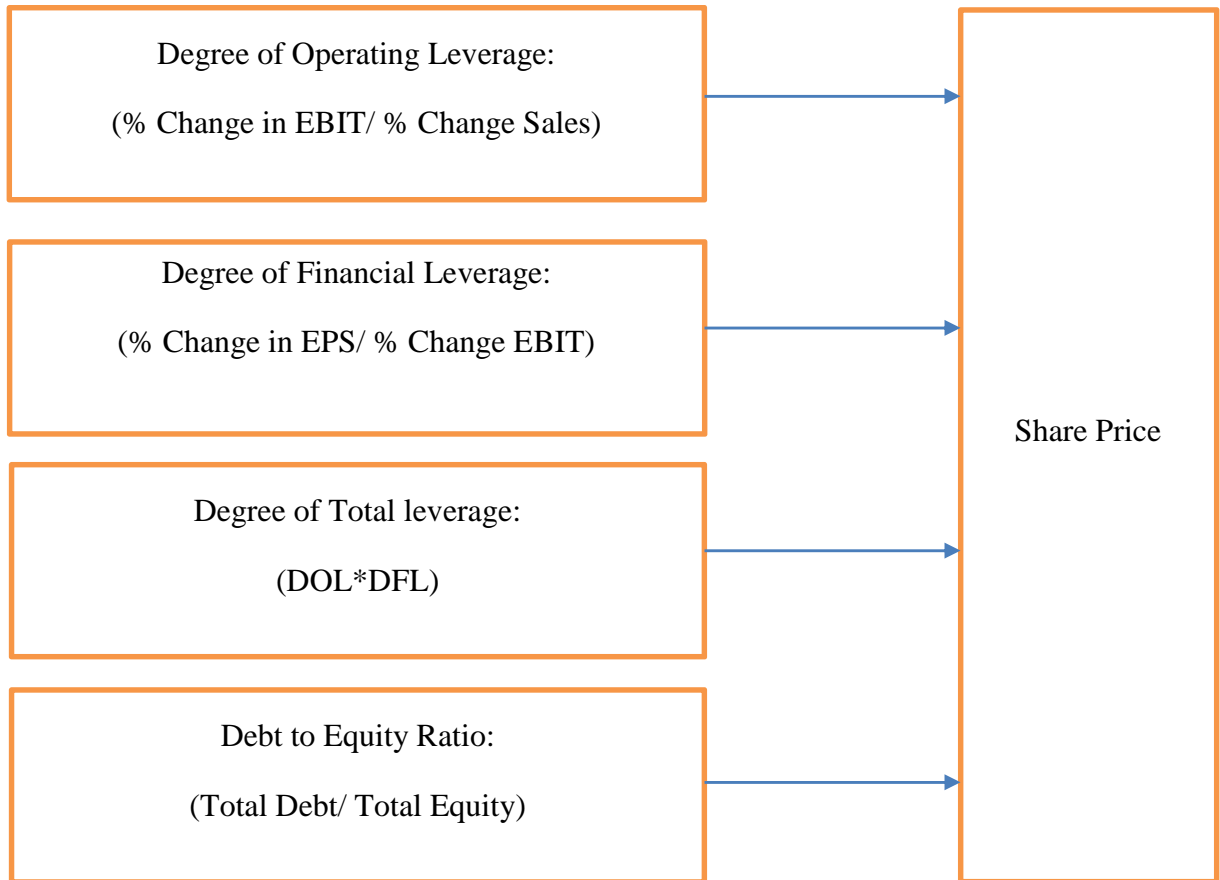 Degree of Operating Leverage:
(% Change in EBIT/ % Change Sales)
Degree of Financial Leverage:
(% Change in EPS/ % Change EBIT)
Degree of Total leverage:
(DOL*DFL)
Debt to Equity Ratio:
(Total Debt/ Total Equity)
Share Price